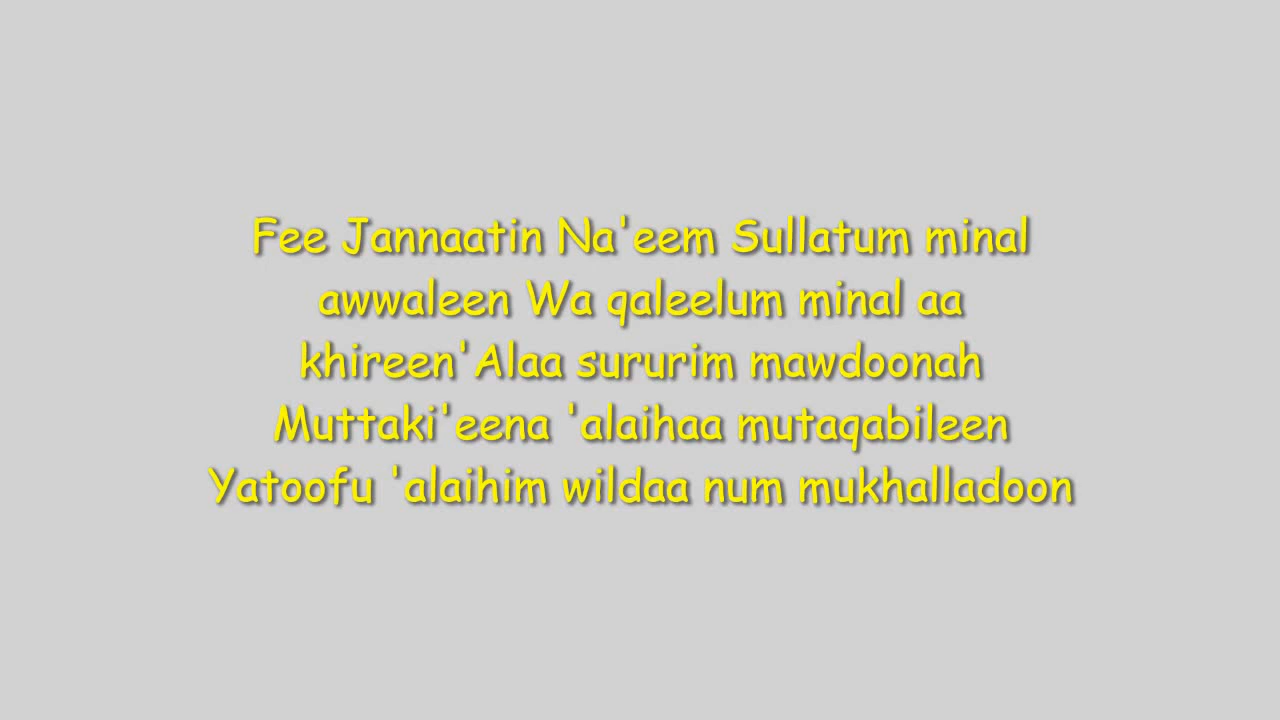 Fee Jannaatin Na'eem Sullatum minal
awwaleen Wa qaleelum minal aa
khireen'Alaa sururim mawdoonah
Muttaki'eena 'alaihaa mutaqabileen
Yatoofu 'alaihim wildaa num mukhalladoon